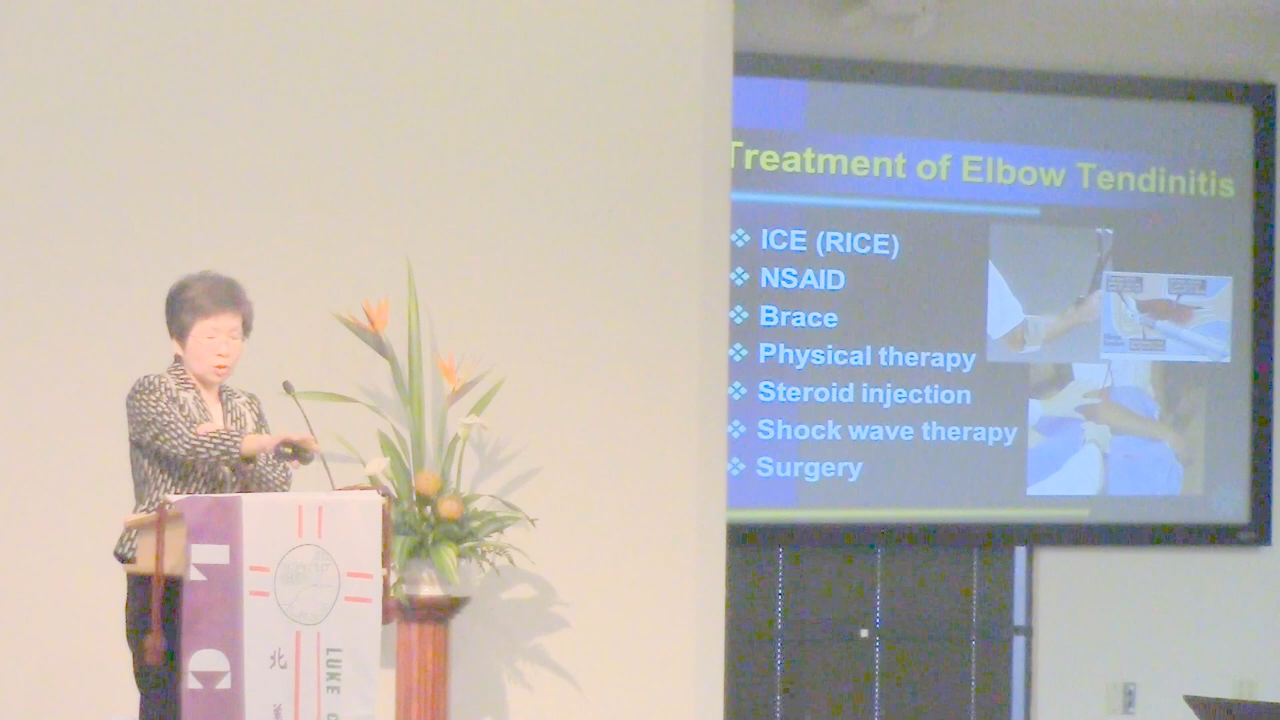 Treatment of Elbow Tendinitis
ICE (RICE)
NSAID
Brace
Physical therapy
Steroid injection
Shock wave therapy
Surgery
北
LUKE